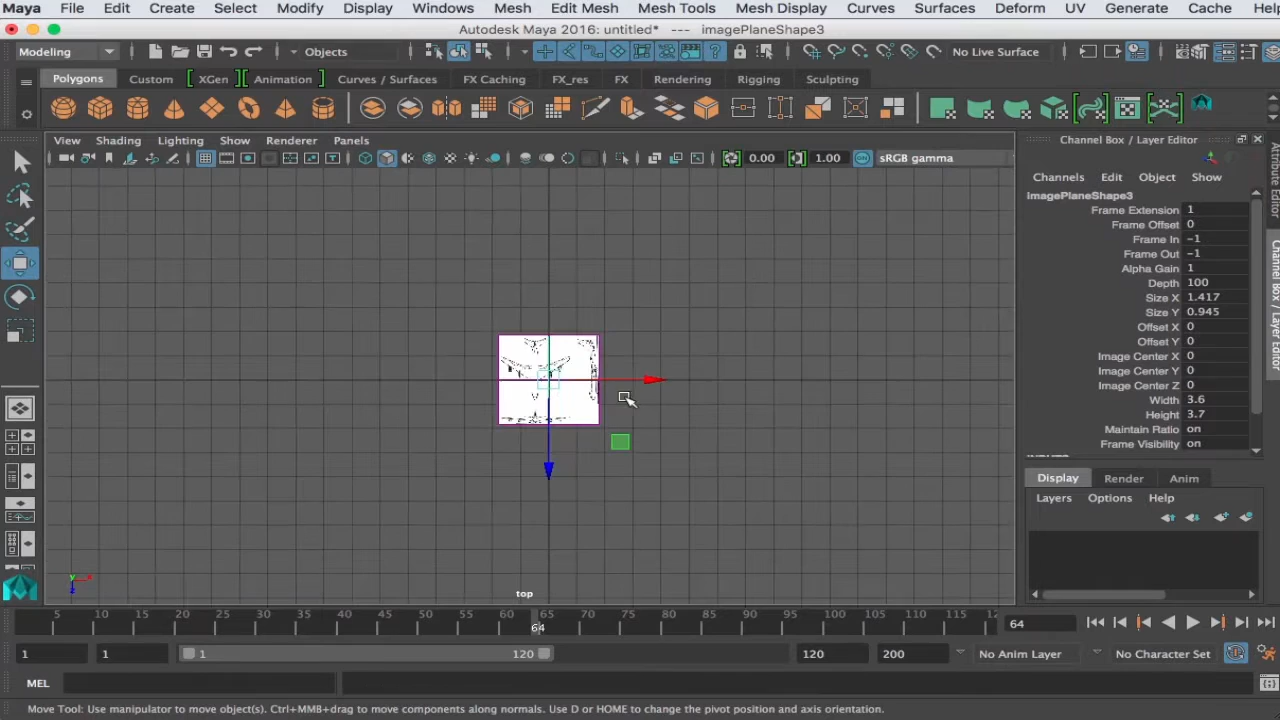 Maya File Edit Create Select Modify Display Windows Mesh Edit Mesh Mesh Tools Mesh Display Curves Surfaces Deform UV Generate Cache
Autodesk Maya 2016: untitled* --- imagePlaneShape3
Modeling Objects No Live Surface
Polygons Custom XGen Animation Curves / Surfaces FX Caching FX_res FX Rendering Rigging Sculpting
View Shading Lighting Show Renderer Panels
0.00 1.00 sRGB gamma
Channel Box / Layer Editor
Channels Edit Object Show
imagePlaneShape3
Frame Extension 1
Frame Offset 0
Frame In -1
Frame Out -1
Alpha Gain 1
Depth 100
Size X 1.417
Size Y 0.945
Offset X 0
Offset Y 0
Image Center X 0
Image Center Y 0
Image Center Z 0
Width 3.6
Height 3.7
Maintain Ratio on
Frame Visibility on
Attribute Editor
Channel Box / Layer Editor
Display Render Anim
Layers Options Help
y x z
top
5 10 15 20 25 30 35 40 45 50 55 60 65 70 75 80 85 90 95 100 105 110 115
64 64
1 1 1 120 120 200 No Anim Layer No Character Set
MEL
Move Tool: Use manipulator to move object(s). Ctrl+MMB+drag to move components along normals. Use D or HOME to change the pivot position and axis orientation.